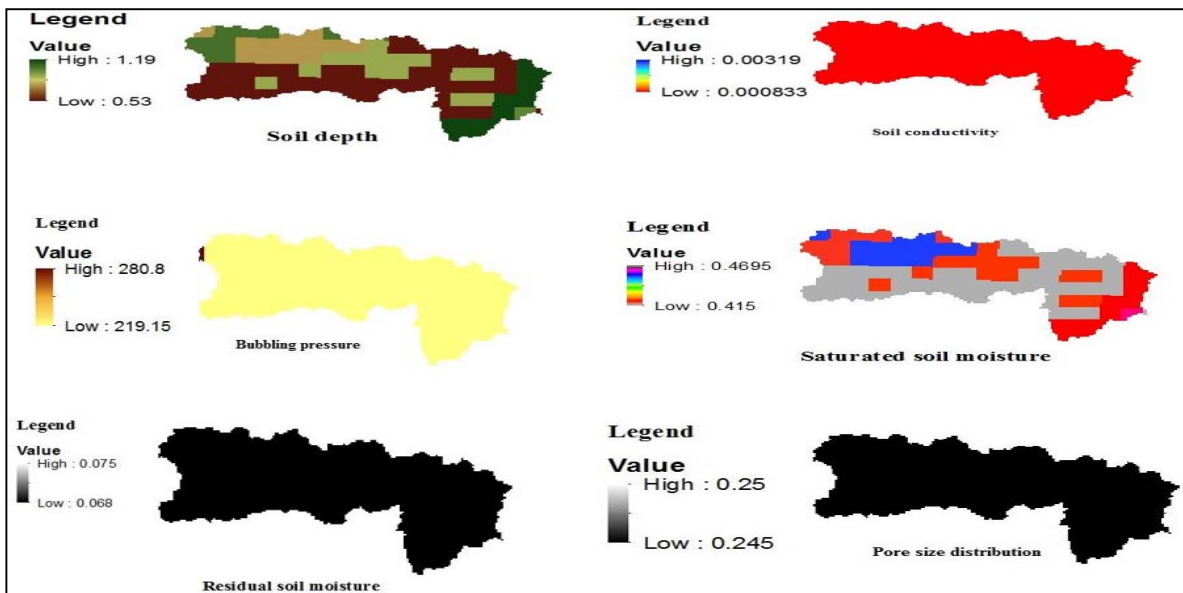 Legend
Value
High : 1.19
Low : 0.53
Soil depth
Legend
Value
High : 0.00319
Low : 0.000833
Soil conductivity
Legend
Value
High : 280.8
Low : 219.15
Bubbling pressure
Legend
Value
High : 0.4695
Low : 0.415
Saturated soil moisture
Legend
Value
High : 0.075
Low : 0.068
Residual soil moisture
Legend
Value
High : 0.25
Low : 0.245
Pore size distribution